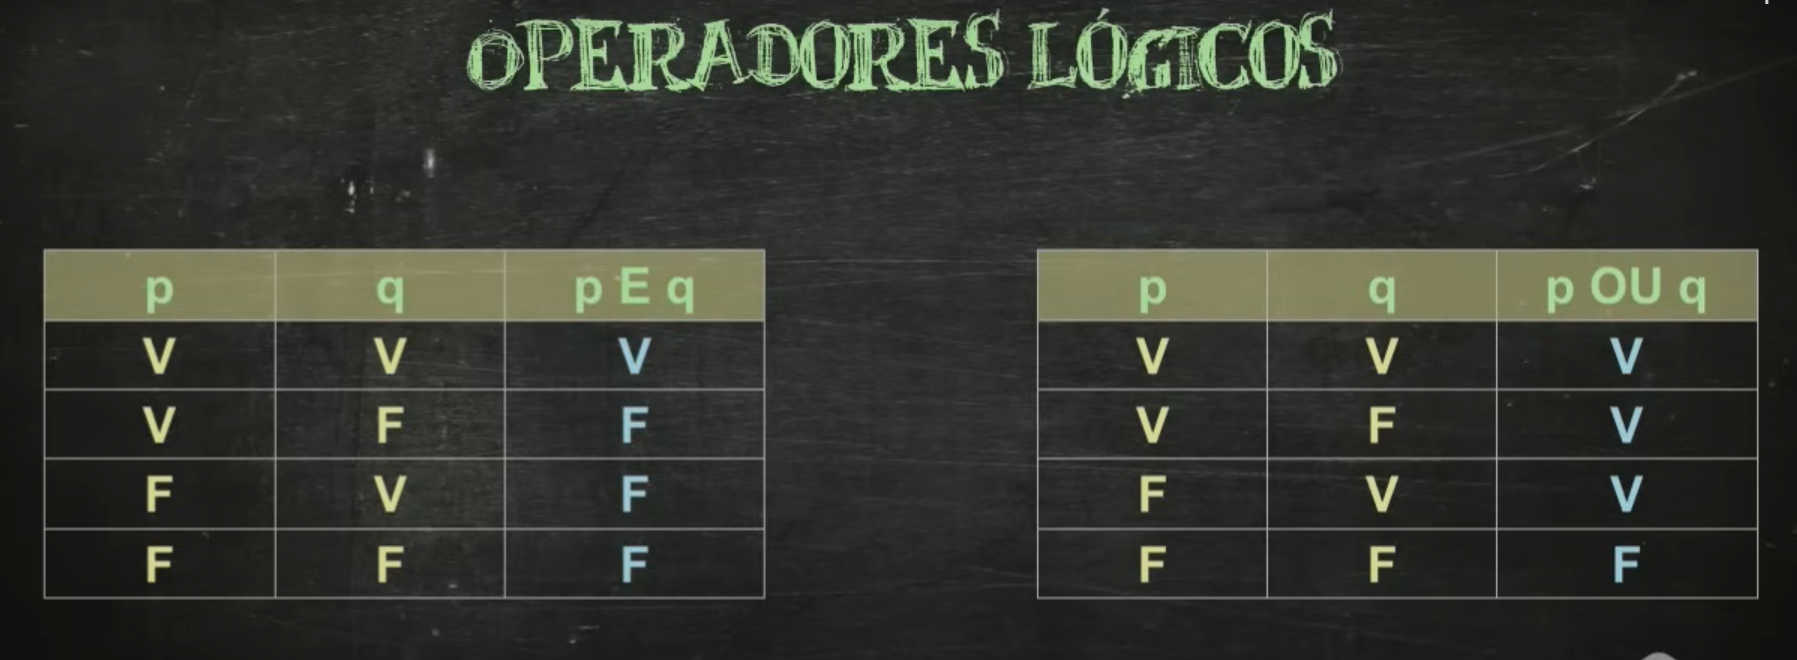 OPERADORES LÓGICOS
p q p E q
V V V
V F F
F V F
F F F
p q p OU q
V V V
V F V
F V V
F F F